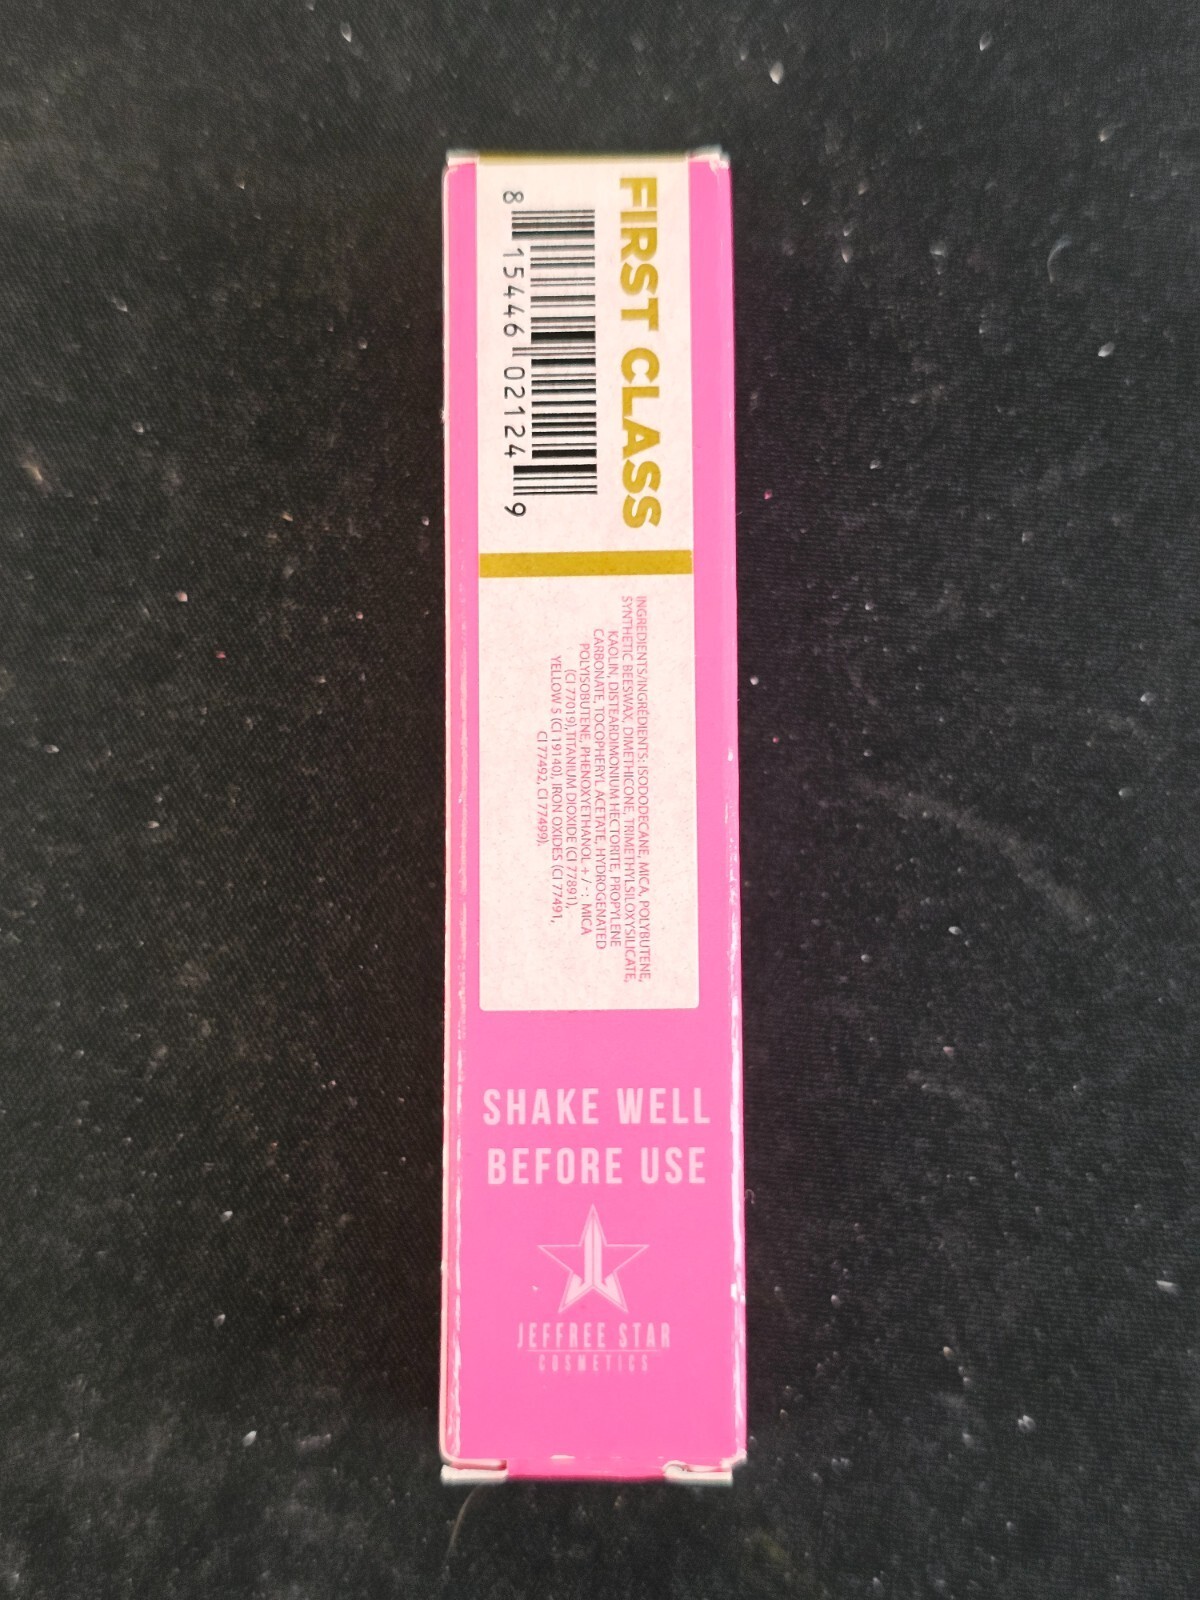 FIRST CLASS
8 15446 02124 9
INGREDIENTS/INGRÉDIENTS: ISODODECANE, MICA, POLYBUTENE,
SYNTHETIC BEESWAX, DIMETHICONE, TRIMETHYLSILOXYSILICATE,
KAOLIN, DISTEARDIMONIUM HECTORITE, PROPYLENE
CARBONATE, TOCOPHERYL ACETATE, HYDROGENATED
POLYISOBUTENE, PHENOXYETHANOL + / - : MICA
(CI 77019),TITANIUM DIOXIDE (CI 77891),
YELLOW 5 (CI 19140), IRON OXIDES (CI 77491,
CI 77492, CI 77499).
SHAKE WELL
BEFORE USE
JEFFREE STAR
COSMETICS